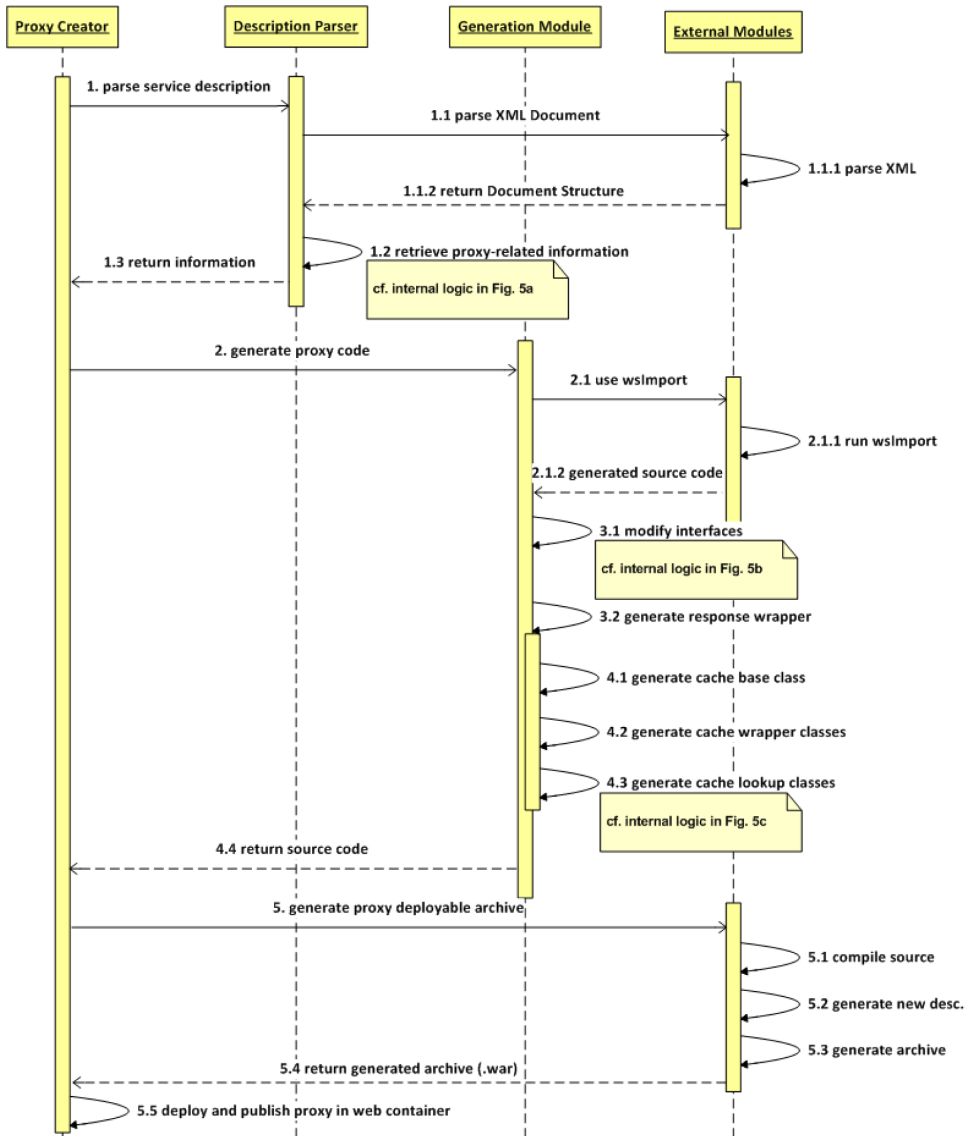 Proxy Creator
Description Parser
Generation Module
External Modules
1. parse service description
1.1 parse XML Document
1.1.1 parse XML
1.1.2 return Document Structure
1.2 retrieve proxy-related information
1.3 return information
cf. internal logic in Fig. 5a
2. generate proxy code
2.1 use wsImport
2.1.1 run wsImport
2.1.2 generated source code
3.1 modify interfaces
cf. internal logic in Fig. 5b
3.2 generate response wrapper
4.1 generate cache base class
4.2 generate cache wrapper classes
4.3 generate cache lookup classes
cf. internal logic in Fig. 5c
4.4 return source code
5. generate proxy deployable archive
5.1 compile source
5.2 generate new desc.
5.3 generate archive
5.4 return generated archive (.war)
5.5 deploy and publish proxy in web container